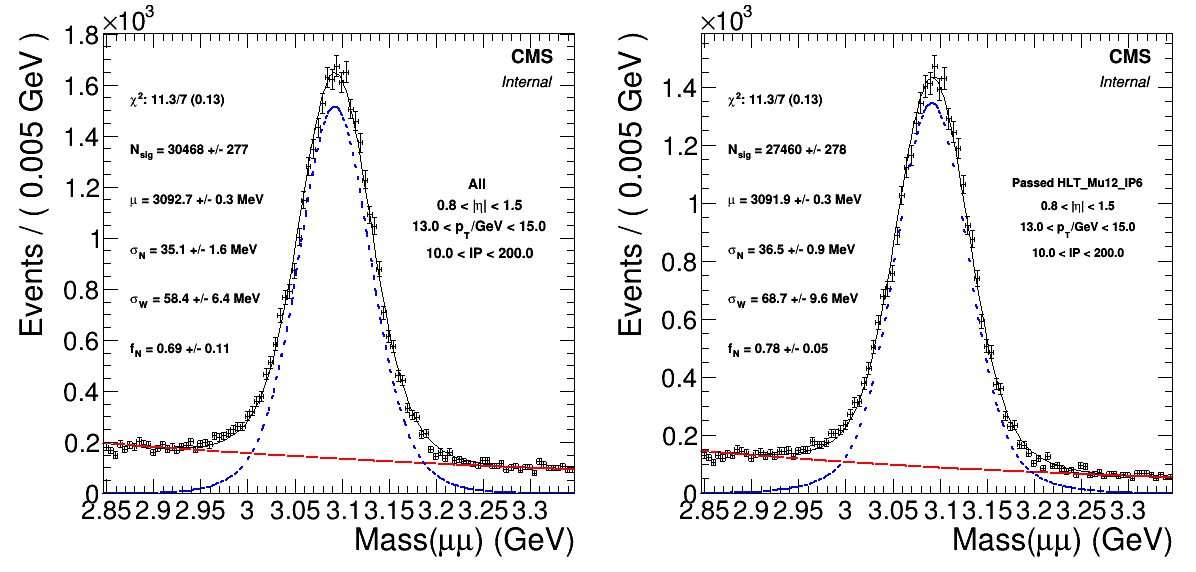 ×10³
1.8
1.6
1.4
1.2
1
0.8
0.6
0.4
0.2
0
Events / ( 0.005 GeV )
CMS
Internal
χ²: 11.3/7 (0.13)
N_sig = 30468 +/- 277
μ = 3092.7 +/- 0.3 MeV
σ_N = 35.1 +/- 1.6 MeV
σ_W = 58.4 +/- 6.4 MeV
f_N = 0.69 +/- 0.11
All
0.8 < |η| < 1.5
13.0 < p_T/GeV < 15.0
10.0 < IP < 200.0
2.85 2.9 2.95 3 3.05 3.1 3.15 3.2 3.25 3.3
Mass(μμ) (GeV)
×10³
1.4
1.2
1
0.8
0.6
0.4
0.2
0
Events / ( 0.005 GeV )
CMS
Internal
χ²: 11.3/7 (0.13)
N_sig = 27460 +/- 278
μ = 3091.9 +/- 0.3 MeV
σ_N = 36.5 +/- 0.9 MeV
σ_W = 68.7 +/- 9.6 MeV
f_N = 0.78 +/- 0.05
Passed HLT_Mu12_IP6
0.8 < |η| < 1.5
13.0 < p_T/GeV < 15.0
10.0 < IP < 200.0
2.85 2.9 2.95 3 3.05 3.1 3.15 3.2 3.25 3.3
Mass(μμ) (GeV)